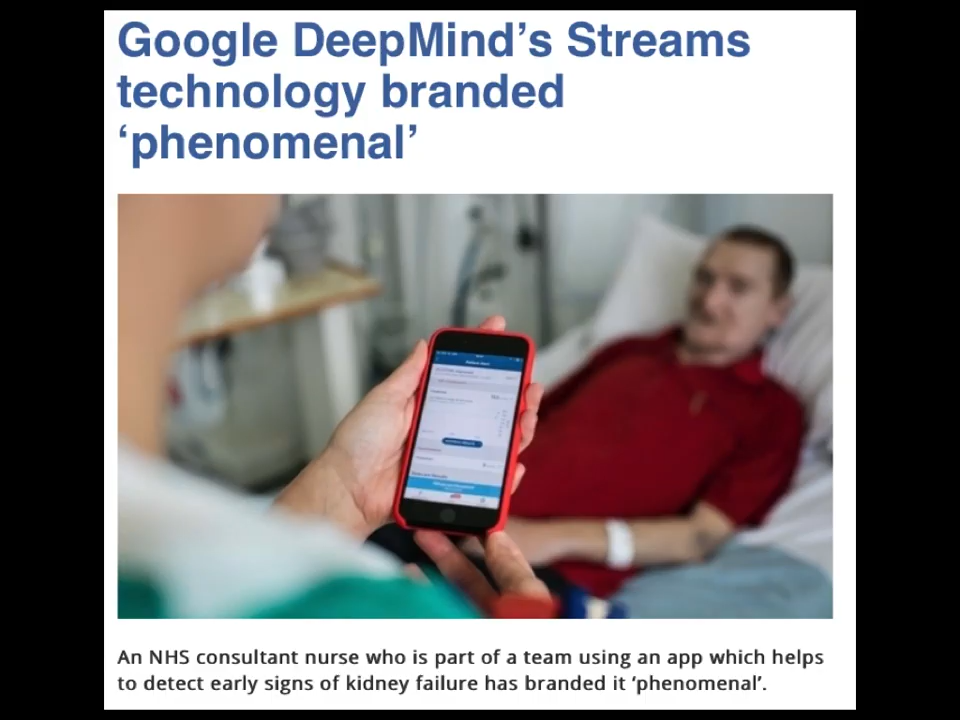 Google DeepMind’s Streams
technology branded
‘phenomenal’
An NHS consultant nurse who is part of a team using an app which helps
to detect early signs of kidney failure has branded it ‘phenomenal’.